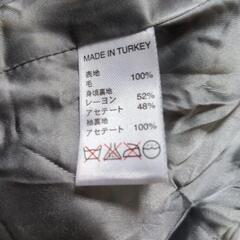 MADE IN TURKEY
表地 100%
毛
身頃裏地
レーヨン 52%
アセテート 48%
袖裏地
アセテート 100%